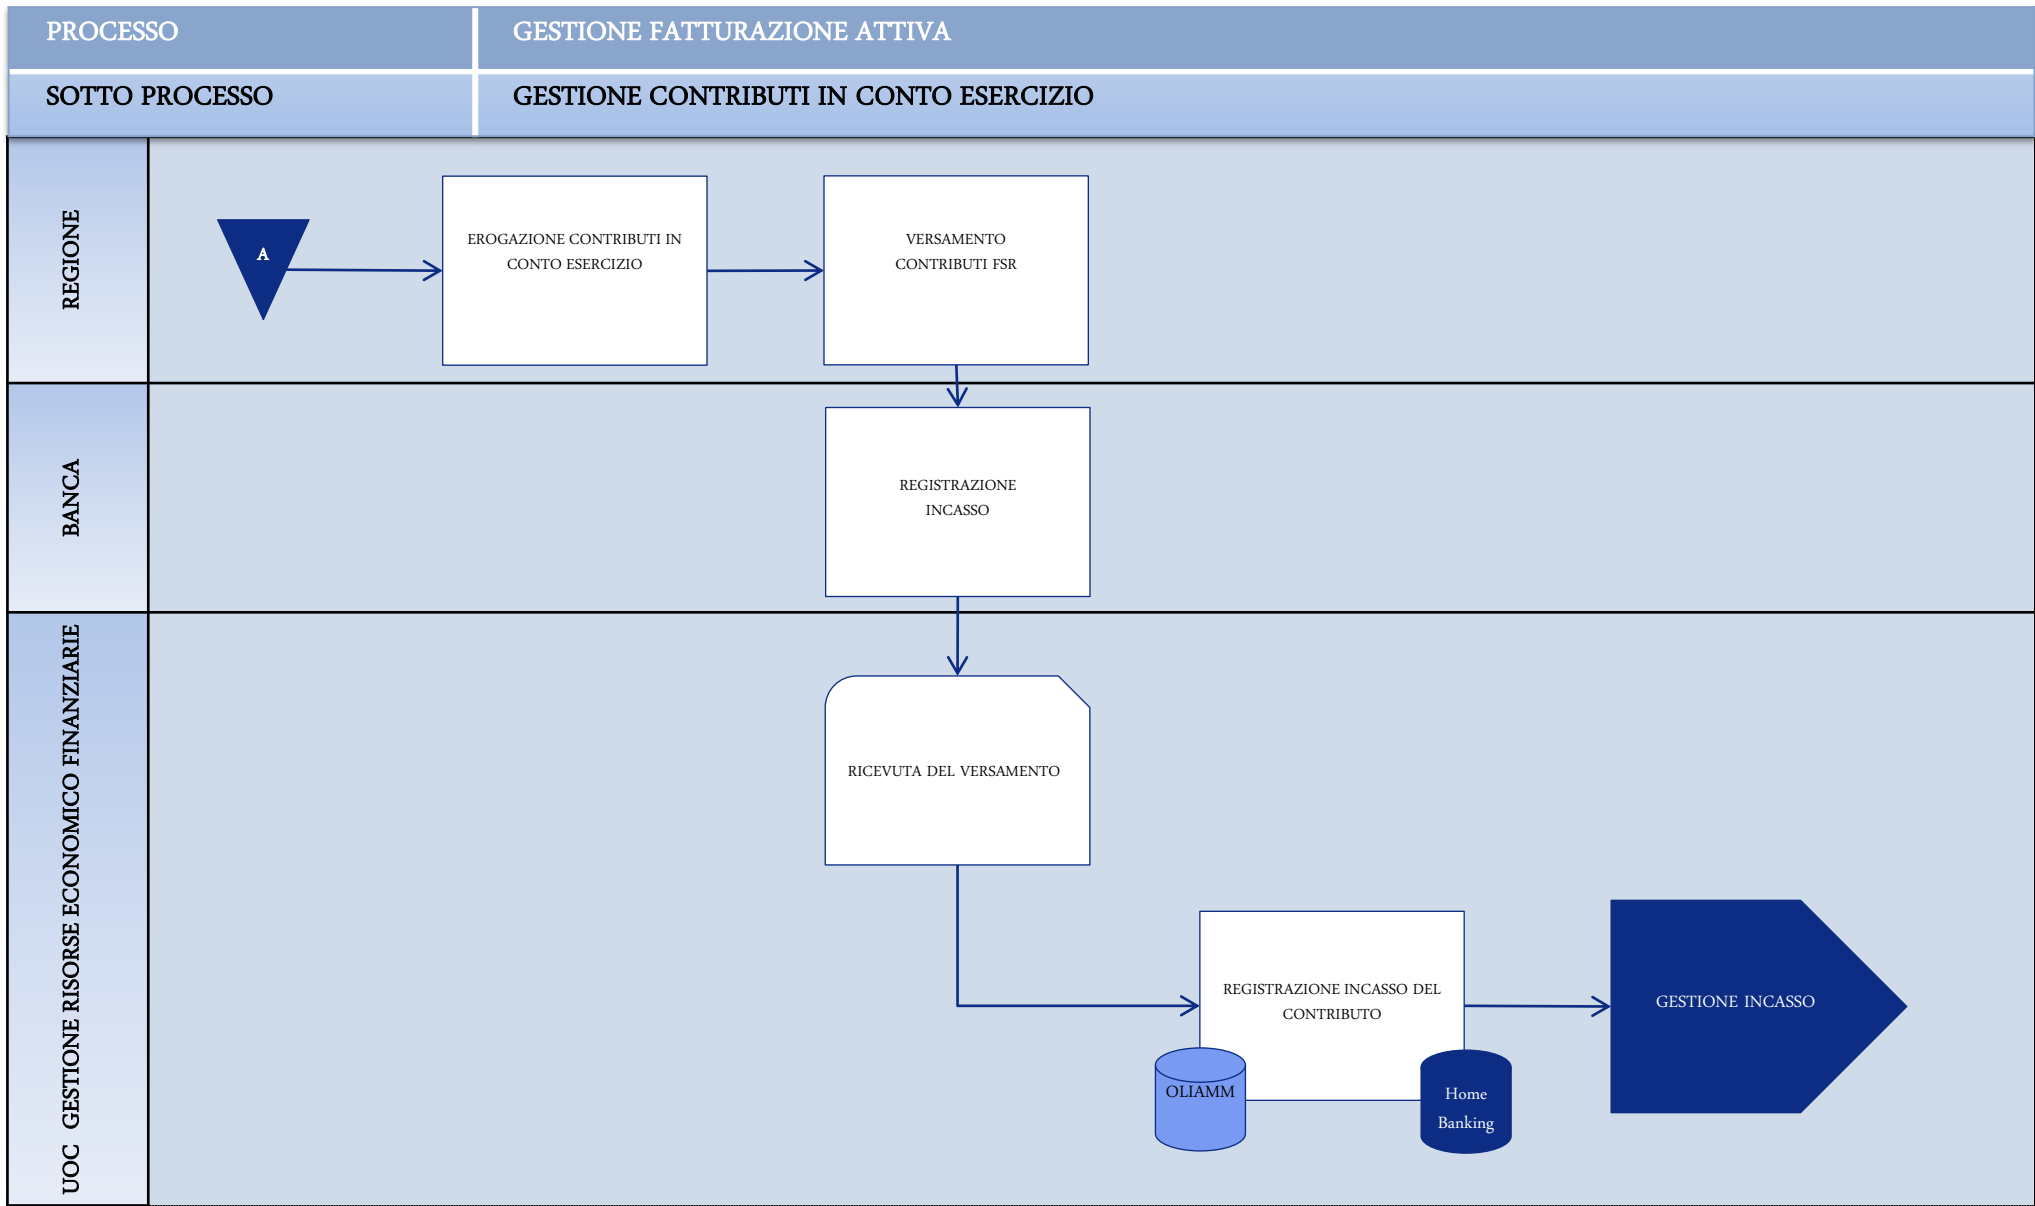 PROCESSO
GESTIONE FATTURAZIONE ATTIVA
SOTTO PROCESSO
GESTIONE CONTRIBUTI IN CONTO ESERCIZIO
REGIONE
A
EROGAZIONE CONTRIBUTI IN
CONTO ESERCIZIO
VERSAMENTO
CONTRIBUTI FSR
BANCA
REGISTRAZIONE
INCASSO
UOC GESTIONE RISORSE ECONOMICO FINANZIARIE
RICEVUTA DEL VERSAMENTO
REGISTRAZIONE INCASSO DEL
CONTRIBUTO
OLIAMM
Home
Banking
GESTIONE INCASSO